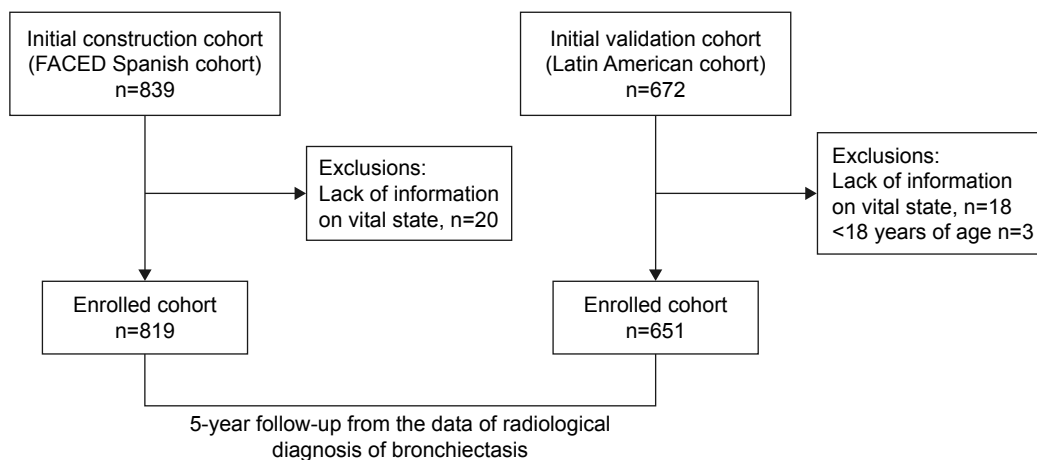 Initial construction cohort
(FACED Spanish cohort)
n=839
Initial validation cohort
(Latin American cohort)
n=672
Exclusions:
Lack of information
on vital state, n=20
Exclusions:
Lack of information
on vital state, n=18
<18 years of age n=3
Enrolled cohort
n=819
Enrolled cohort
n=651
5-year follow-up from the data of radiological
diagnosis of bronchiectasis